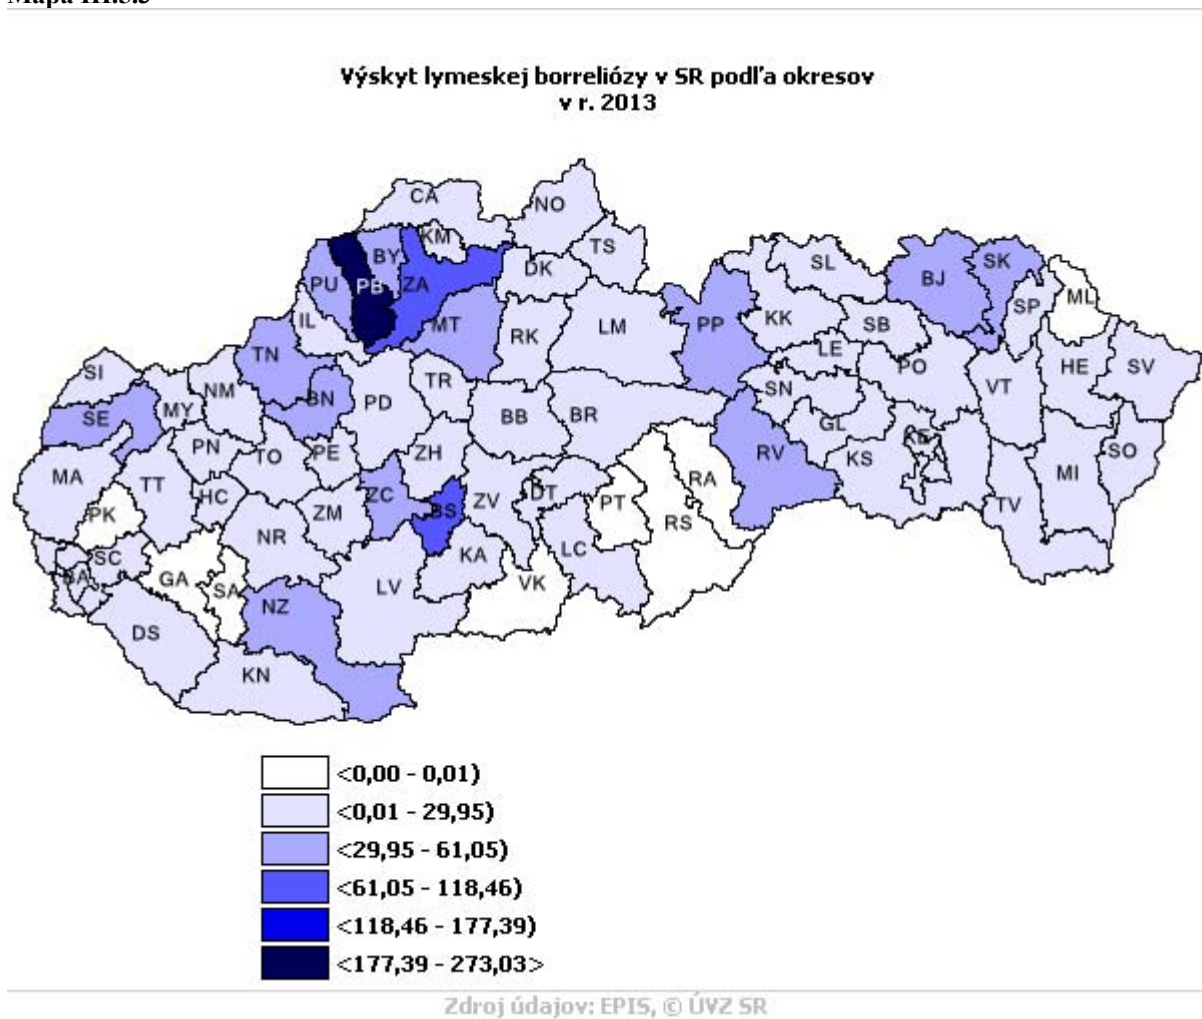 Mapa III.5.5
Výskyt lymeskej borreliózy v SR podľa okresov
v r. 2013
CA
NO
KM
TS
BY
DK
SL
SK
PU
PB
ZA
BJ
SP
ML
IL
MT
RK
LM
PP
KK
SB
TN
LE
PO
HE
SV
SI
TR
SN
VT
NM
BN
PD
BB
BR
SE
MY
GL
KE
PN
TO
PE
ZH
RV
KS
SO
MA
TT
HC
ZC
ZV
DT
RA
MI
PK
ZM
BS
PT
RS
TV
NR
SC
KA
LC
BA
GA
SA
LV
VK
NZ
DS
KN
<0,00 - 0,01)
<0,01 - 29,95)
<29,95 - 61,05)
<61,05 - 118,46)
<118,46 - 177,39)
<177,39 - 273,03>
Zdroj údajov: EPIS, © ÚVZ SR